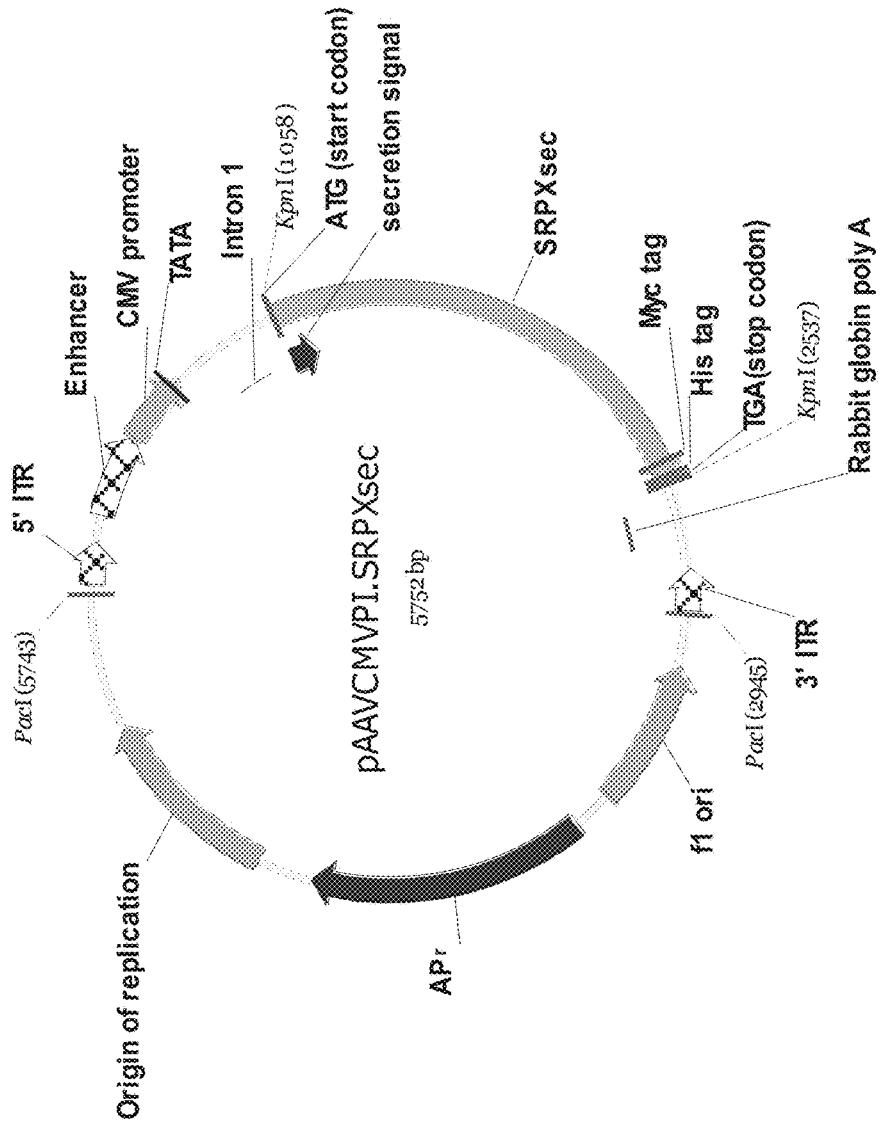 PacI(5743)
5' ITR
Enhancer
CMV promoter
TATA
Intron 1
KpnI(1058)
ATG (start codon)
secretion signal
SRPXsec
Myc tag
His tag
TGA(stop codon)
KpnI(2537)
Rabbit globin poly A
3' ITR
PacI(2945)
f1 ori
APr
Origin of replication
pAAVCMVPI.SRPXsec
5752 bp